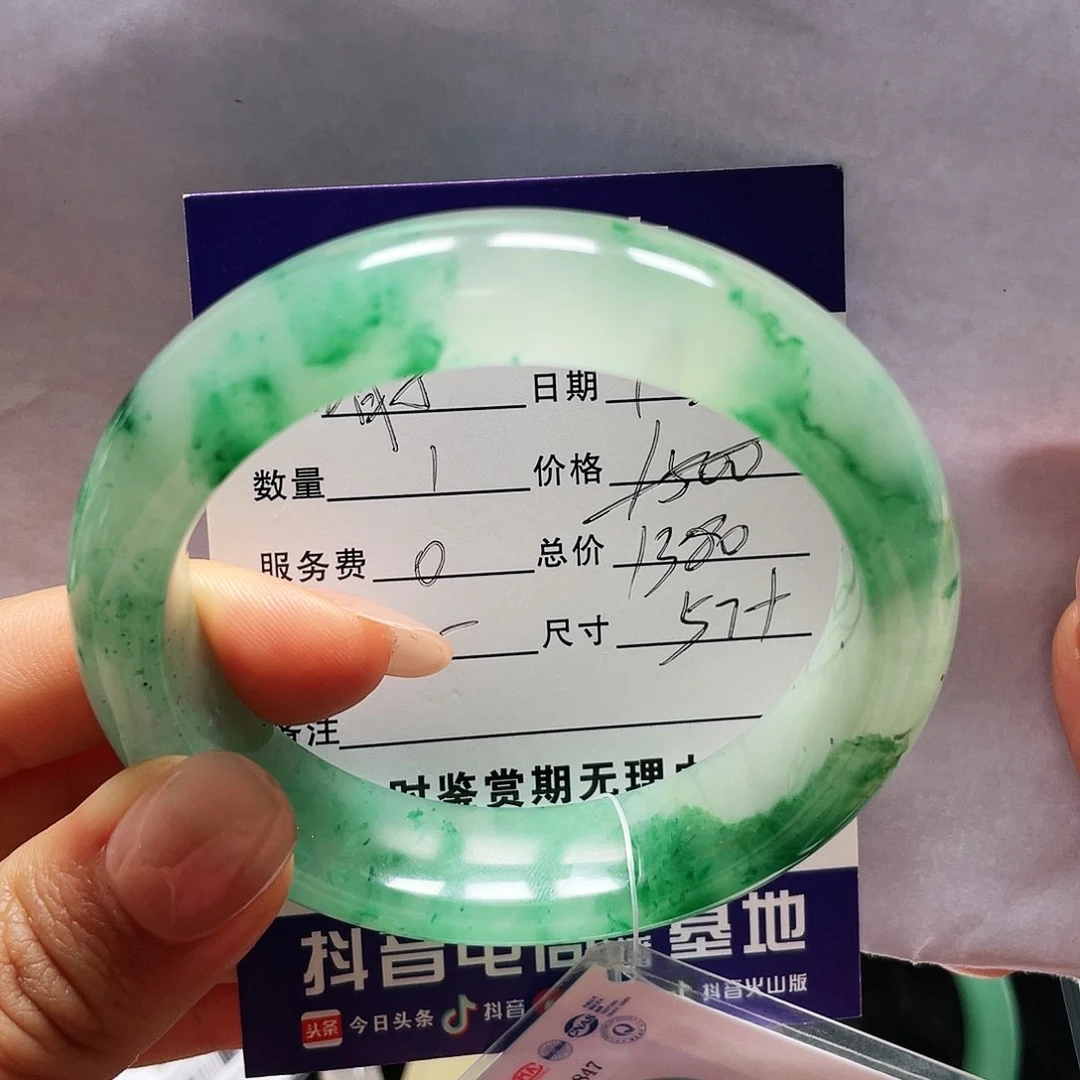 日期
数量 1 价格 1500
服务费 0 总价 1380
尺寸 57+
备注
时鉴赏期无理由
抖音电商 基地
头条 今日头条 抖音 抖音火山版
847